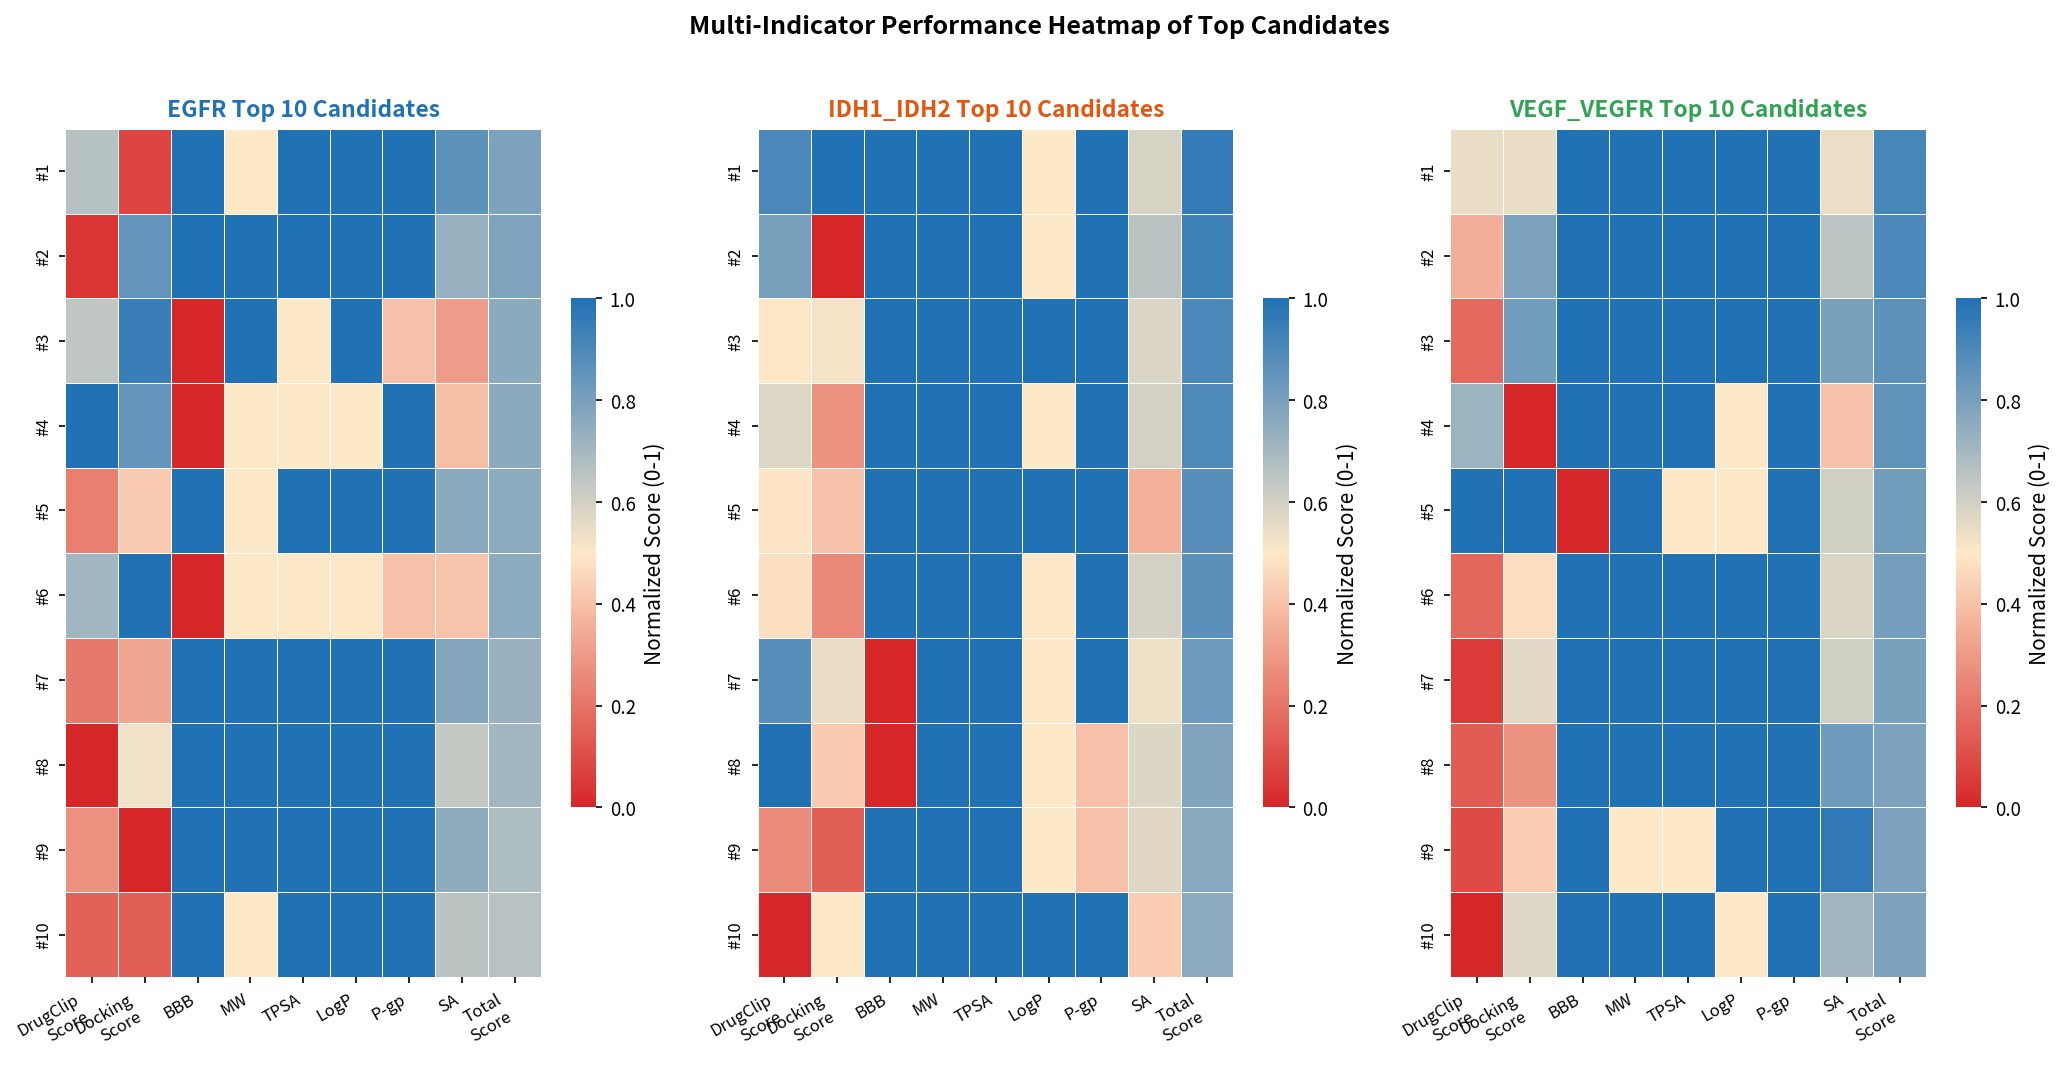 Multi-Indicator Performance Heatmap of Top Candidates
EGFR Top 10 Candidates
#1
#2
#3
#4
#5
#6
#7
#8
#9
#10
DrugClip
Score
Docking
Score
BBB
MW
TPSA
LogP
P-gp
SA
Total
Score
1.0
0.8
0.6
0.4
0.2
0.0
Normalized Score (0-1)
IDH1_IDH2 Top 10 Candidates
#1
#2
#3
#4
#5
#6
#7
#8
#9
#10
DrugClip
Score
Docking
Score
BBB
MW
TPSA
LogP
P-gp
SA
Total
Score
1.0
0.8
0.6
0.4
0.2
0.0
Normalized Score (0-1)
VEGF_VEGFR Top 10 Candidates
#1
#2
#3
#4
#5
#6
#7
#8
#9
#10
DrugClip
Score
Docking
Score
BBB
MW
TPSA
LogP
P-gp
SA
Total
Score
1.0
0.8
0.6
0.4
0.2
0.0
Normalized Score (0-1)